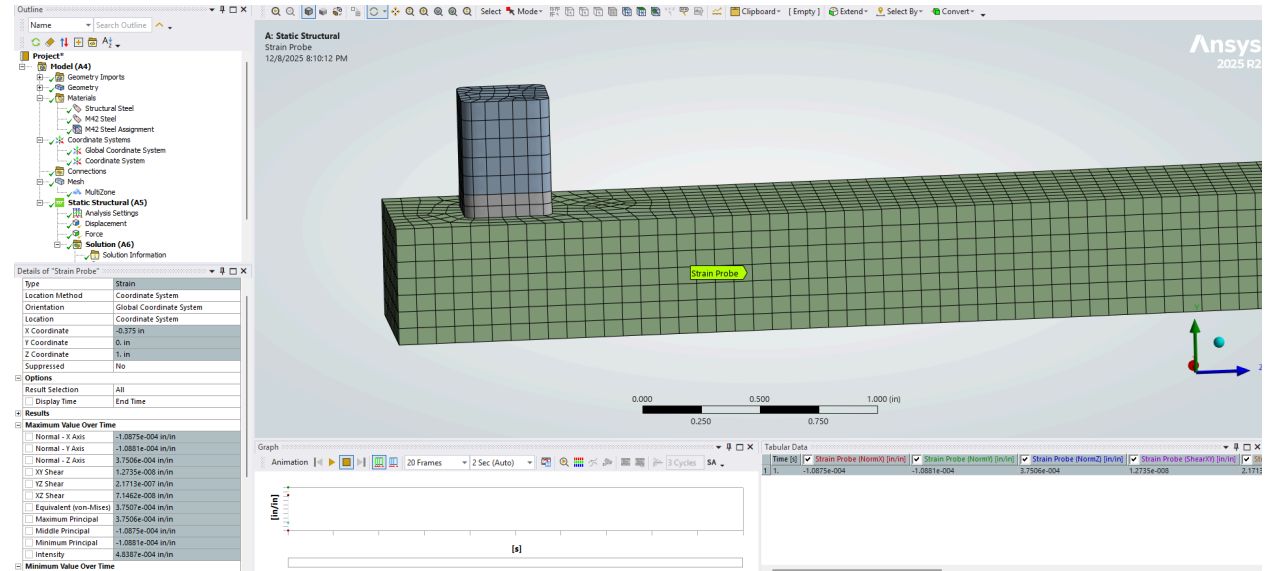 Outline
Name Search Outline
Project*
Model (A4)
Geometry Imports
Geometry
Materials
Structural Steel
M42 Steel
M42 Steel Assignment
Coordinate Systems
Global Coordinate System
Coordinate System
Connections
Mesh
MultiZone
Static Structural (A5)
Analysis Settings
Displacement
Force
Solution (A6)
Solution Information
Details of "Strain Probe"
Type Strain
Location Method Coordinate System
Orientation Global Coordinate System
Location Coordinate System
X Coordinate -0.375 in
Y Coordinate 0. in
Z Coordinate 1. in
Suppressed No
Options
Result Selection All
Display Time End Time
Results
Maximum Value Over Time
Normal - X Axis -1.0875e-004 in/in
Normal - Y Axis -1.0881e-004 in/in
Normal - Z Axis 3.7506e-004 in/in
XY Shear 1.2735e-008 in/in
YZ Shear 2.1713e-007 in/in
XZ Shear 7.1462e-008 in/in
Equivalent (von-Mises) 3.7507e-004 in/in
Maximum Principal 3.7506e-004 in/in
Middle Principal -1.0875e-004 in/in
Minimum Principal -1.0881e-004 in/in
Intensity 4.8387e-004 in/in
Minimum Value Over Time
Select Mode Clipboard [ Empty ] Extend Select By Convert
A: Static Structural
Strain Probe
12/8/2025 8:10:12 PM
Ansys
2025 R2
Strain Probe
Y
Z
0.000 0.500 1.000 (in)
0.250 0.750
Graph
Animation 20 Frames 2 Sec (Auto) 3 Cycles SA
[in/in]
[s]
Tabular Data
Time [s] Strain Probe (NormX) [in/in] Strain Probe (NormY) [in/in] Strain Probe (NormZ) [in/in] Strain Probe (ShearXY) [in/in] Str
1 1. -1.0875e-004 -1.0881e-004 3.7506e-004 1.2735e-008 2.1713